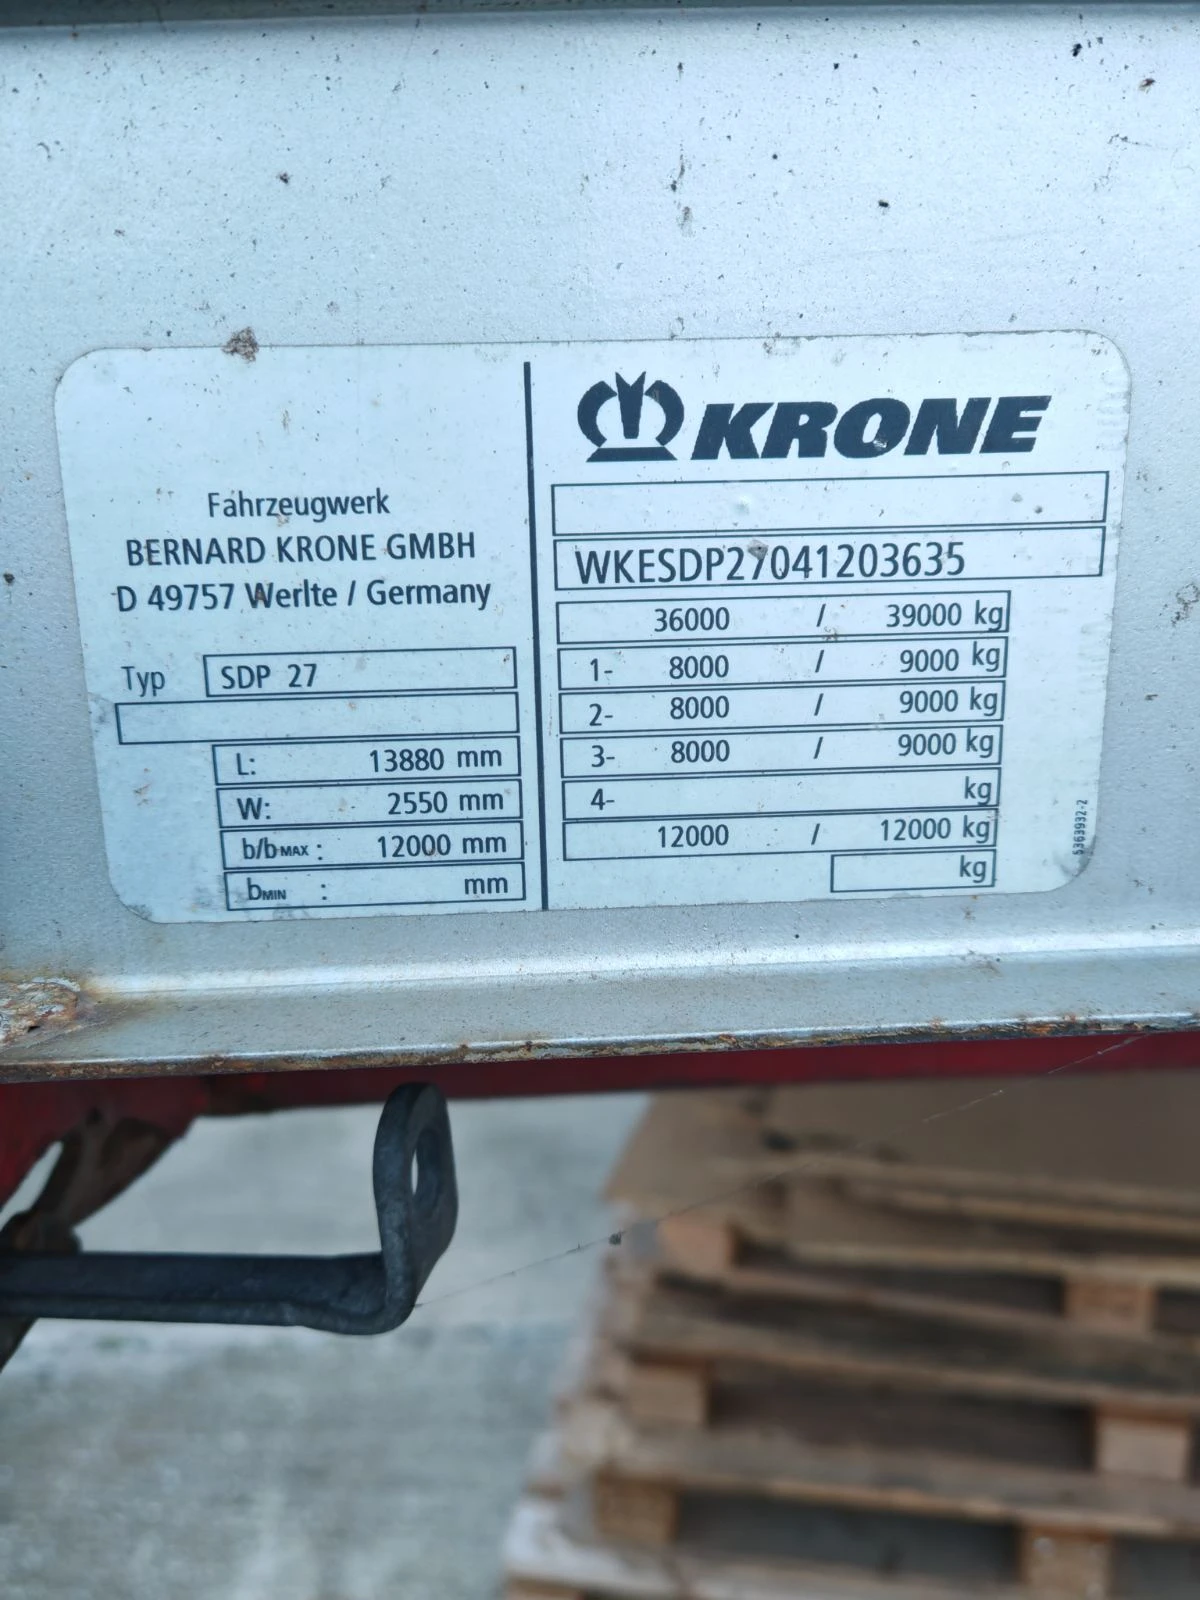 Fahrzeugwerk
BERNARD KRONE GMBH
D 49757 Werlte / Germany
Typ SDP 27
L: 13880 mm
W: 2550 mm
b/bMAX : 12000 mm
bMIN : mm
KRONE
WKESDP27041203635
36000 / 39000 kg
1- 8000 / 9000 kg
2- 8000 / 9000 kg
3- 8000 / 9000 kg
4- kg
12000 / 12000 kg
kg
5363932-2